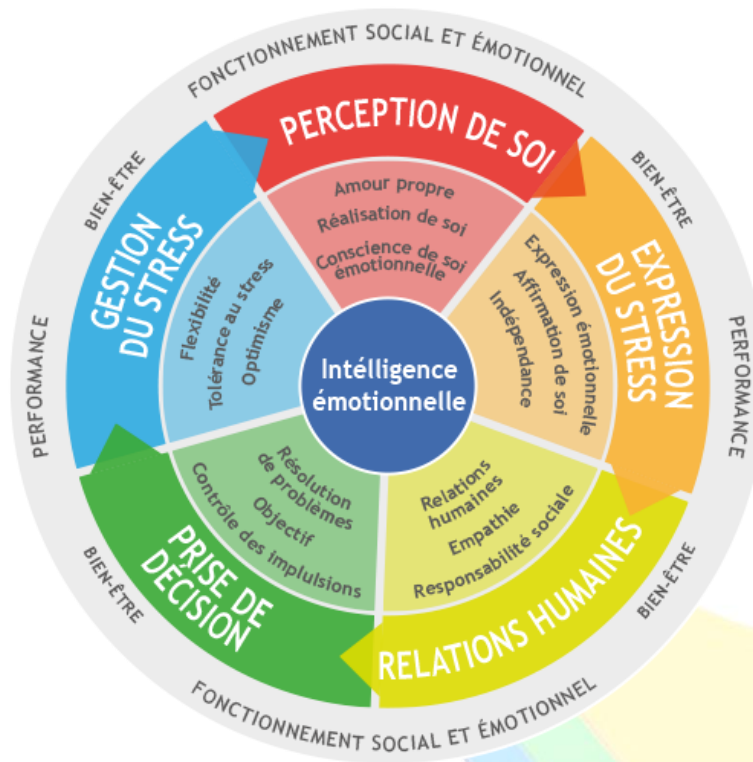 FONCTIONNEMENT SOCIAL ET ÉMOTIONNEL
BIEN-ÊTRE
PERFORMANCE
BIEN-ÊTRE
FONCTIONNEMENT SOCIAL ET ÉMOTIONNEL
BIEN-ÊTRE
PERFORMANCE
BIEN-ÊTRE
PERCEPTION DE SOI
Amour propre
Réalisation de soi
Conscience de soi
émotionnelle
EXPRESSION
DU STRESS
Expression émotionnelle
Affirmation de soi
Indépendance
RELATIONS HUMAINES
Relations
humaines
Empathie
Responsabilité sociale
PRISE DE
DÉCISION
Résolution
de problèmes
Objectif
Contrôle des implulsions
GESTION
DU STRESS
Flexibilité
Tolérance au stress
Optimisme
Intélligence
émotionnelle